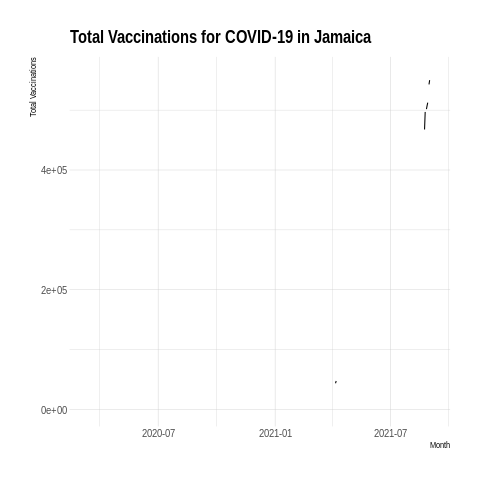 Total Vaccinations for COVID-19 in Jamaica
Total Vaccinations
4e+05
2e+05
0e+00
2020-07 2021-01 2021-07
Month